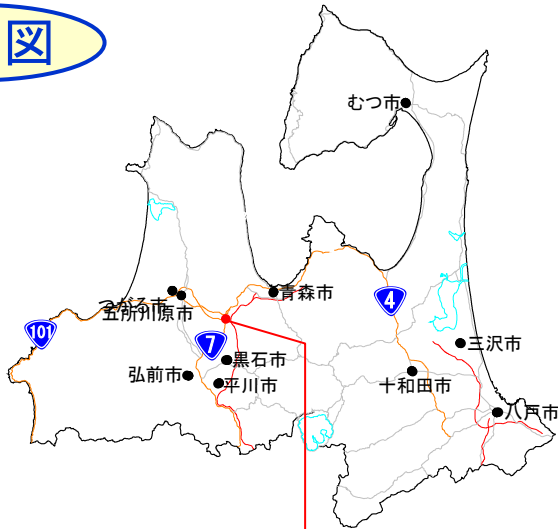 図
むつ市
つがる市
五所川原市
青森市
4
101
7
黒石市
三沢市
弘前市
平川市
十和田市
八戸市